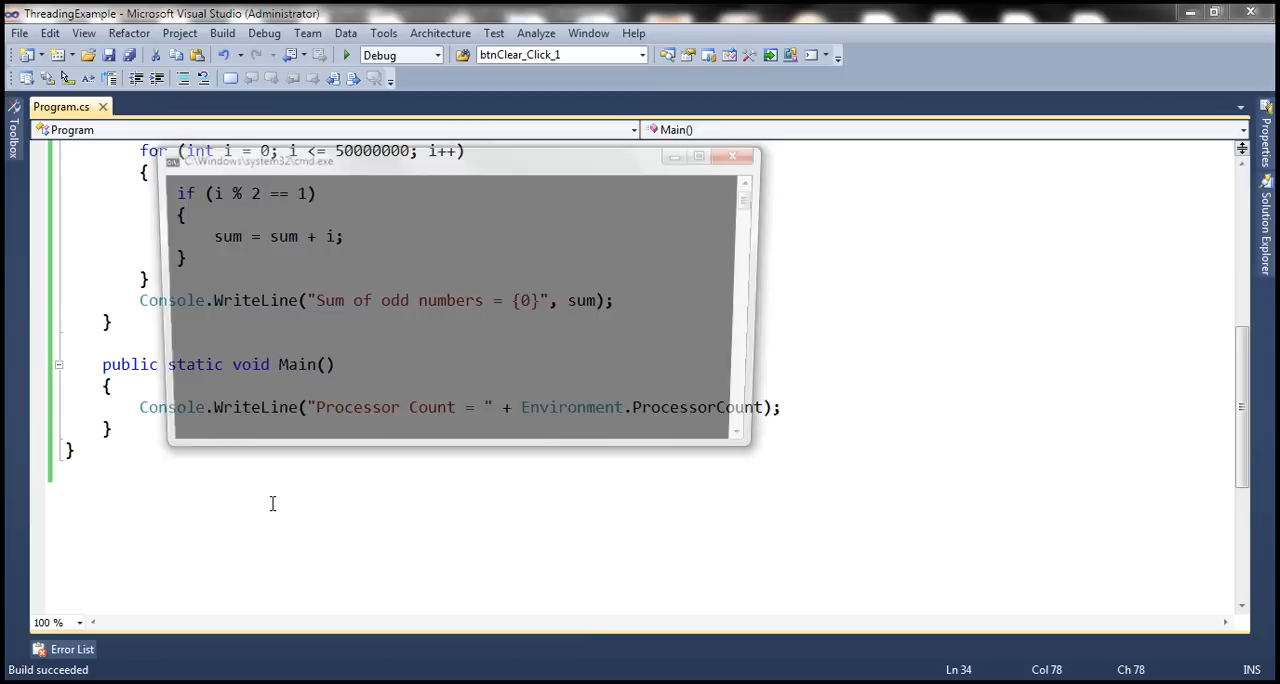 ThreadingExample - Microsoft Visual Studio (Administrator)
File Edit View Refactor Project Build Debug Team Data Tools Architecture Test Analyze Window Help
Debug btnClear_Click_1
Program.cs
Program Main()
for (int i = 0; i <= 50000000; i++)
C:\Windows\system32\cmd.exe
{
if (i % 2 == 1)
{
sum = sum + i;
}
}
Console.WriteLine("Sum of odd numbers = {0}", sum);
}
public static void Main()
{
Console.WriteLine("Processor Count = " + Environment.ProcessorCount);
}
}
Toolbox
Properties
Solution Explorer
100 %
Error List
Build succeeded Ln 34 Col 78 Ch 78 INS